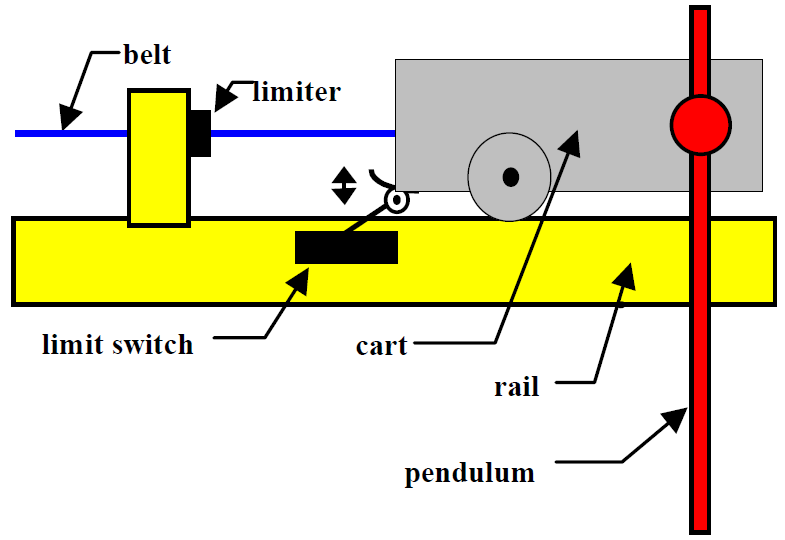 belt
limiter
limit switch
cart
rail
pendulum